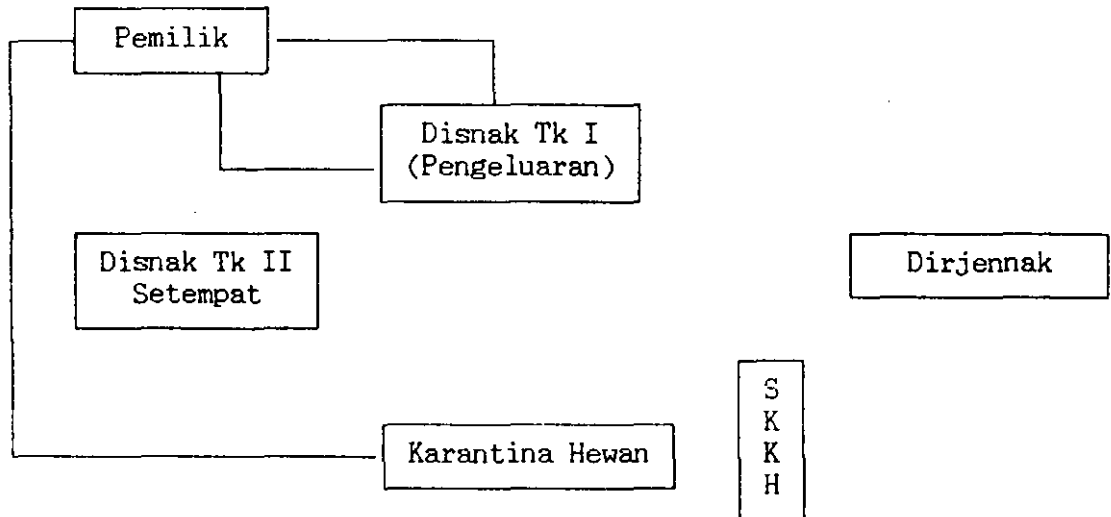 Pemilik
Disnak Tk I
(Pengeluaran)
Disnak Tk II
Setempat
Dirjennak
Karantina Hewan
S
K
K
H